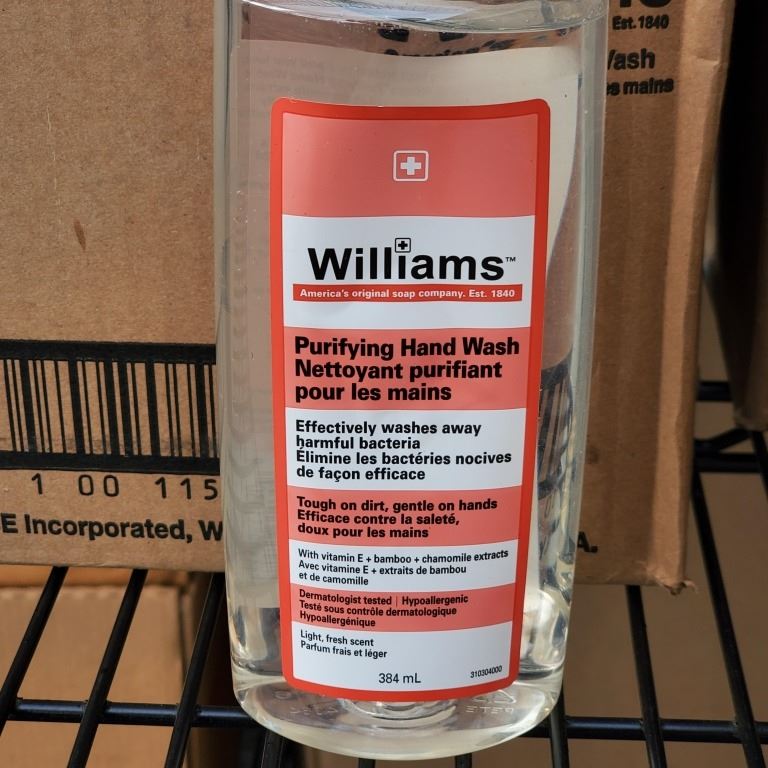 Est. 1840
es mains
Williams™
America's original soap company. Est. 1840
Purifying Hand Wash
Nettoyant purifiant
pour les mains
Effectively washes away
harmful bacteria
Élimine les bactéries nocives
de façon efficace
Tough on dirt, gentle on hands
Efficace contre la saleté,
doux pour les mains
With vitamin E + bamboo + chamomile extracts
Avec vitamine E + extraits de bambou
et de camomille
Dermatologist tested | Hypoallergenic
Testé sous contrôle dermatologique
Hypoallergénique
Light, fresh scent
Parfum frais et léger
384 mL
310304000
1 00 115
E Incorporated, W
A.